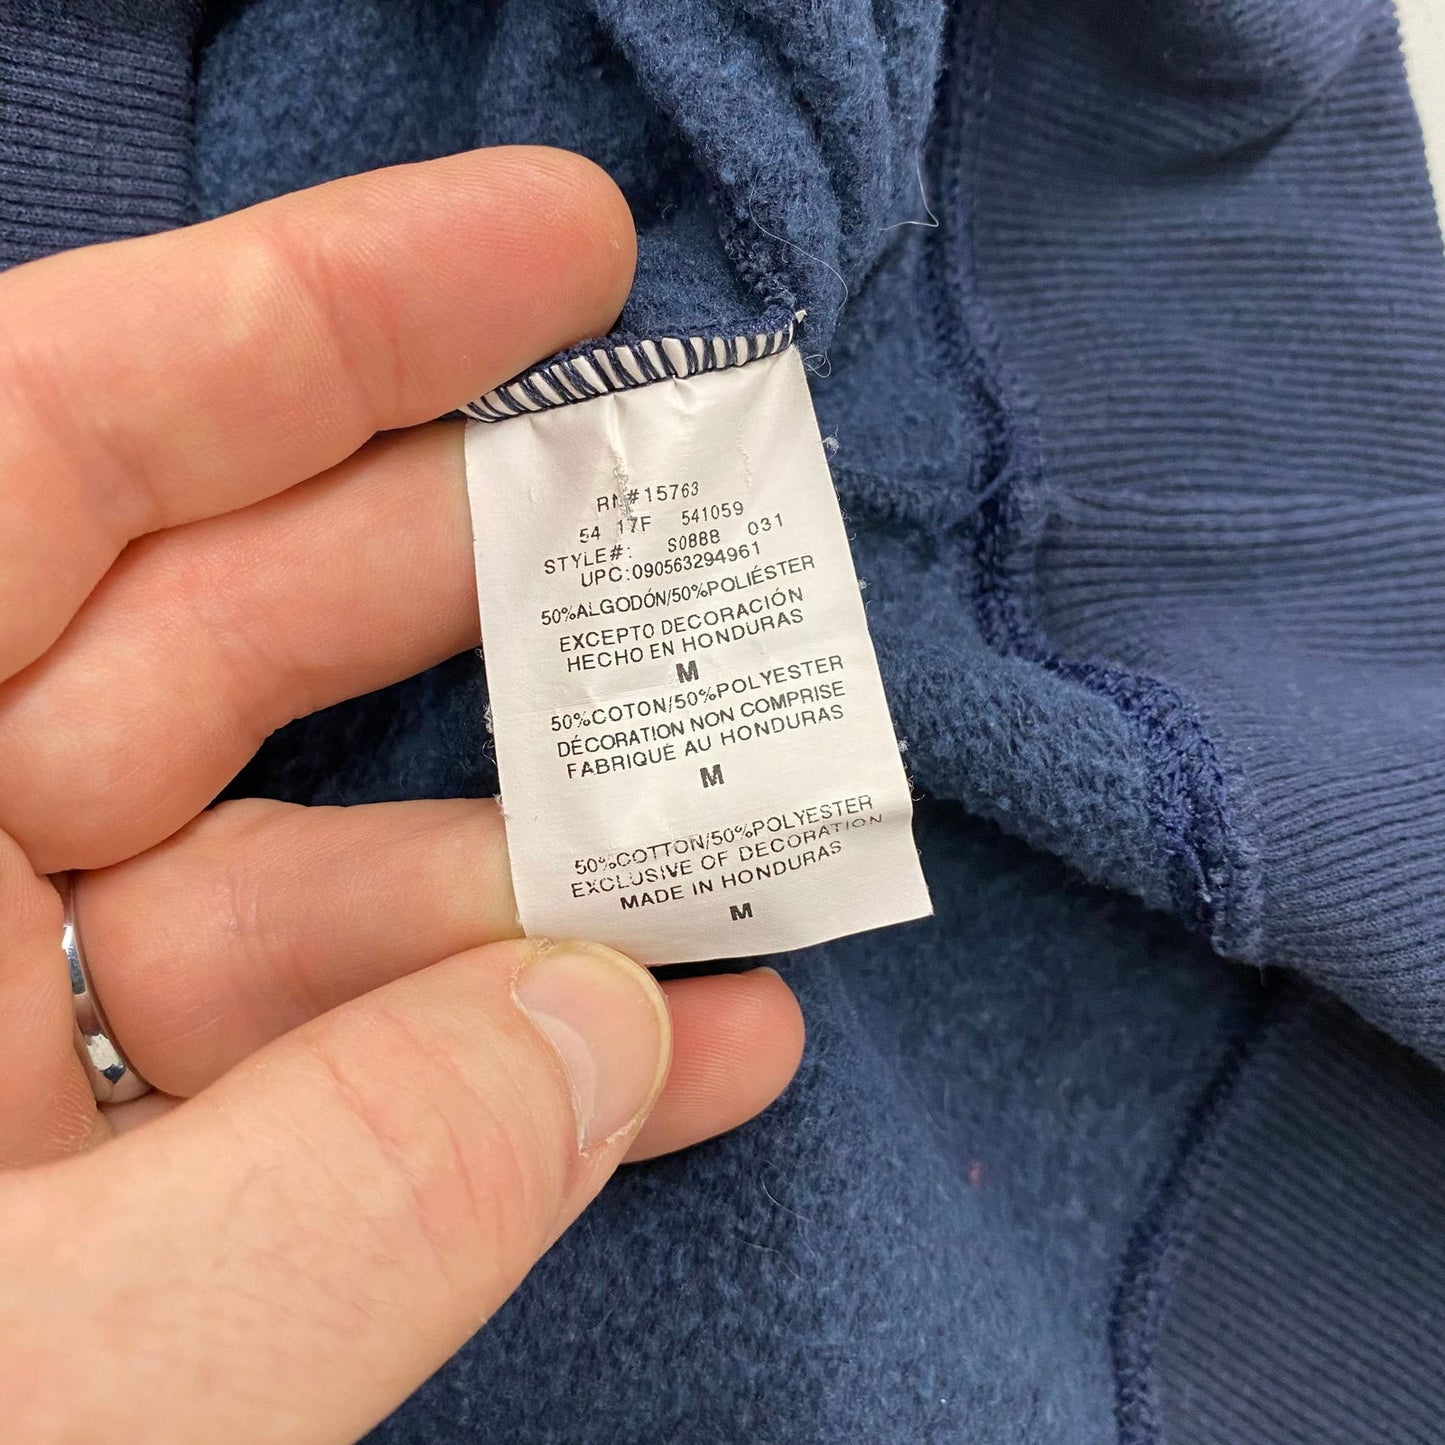 RN#15763
54 17F 541059
STYLE#: S0888 031
UPC:090563294961
50%ALGODÓN/50%POLIÉSTER
EXCEPTO DECORACIÓN
HECHO EN HONDURAS
M
50%COTON/50%POLYESTER
DÉCORATION NON COMPRISE
FABRIQUÉ AU HONDURAS
M
50%COTTON/50%POLYESTER
EXCLUSIVE OF DECORATION
MADE IN HONDURAS
M